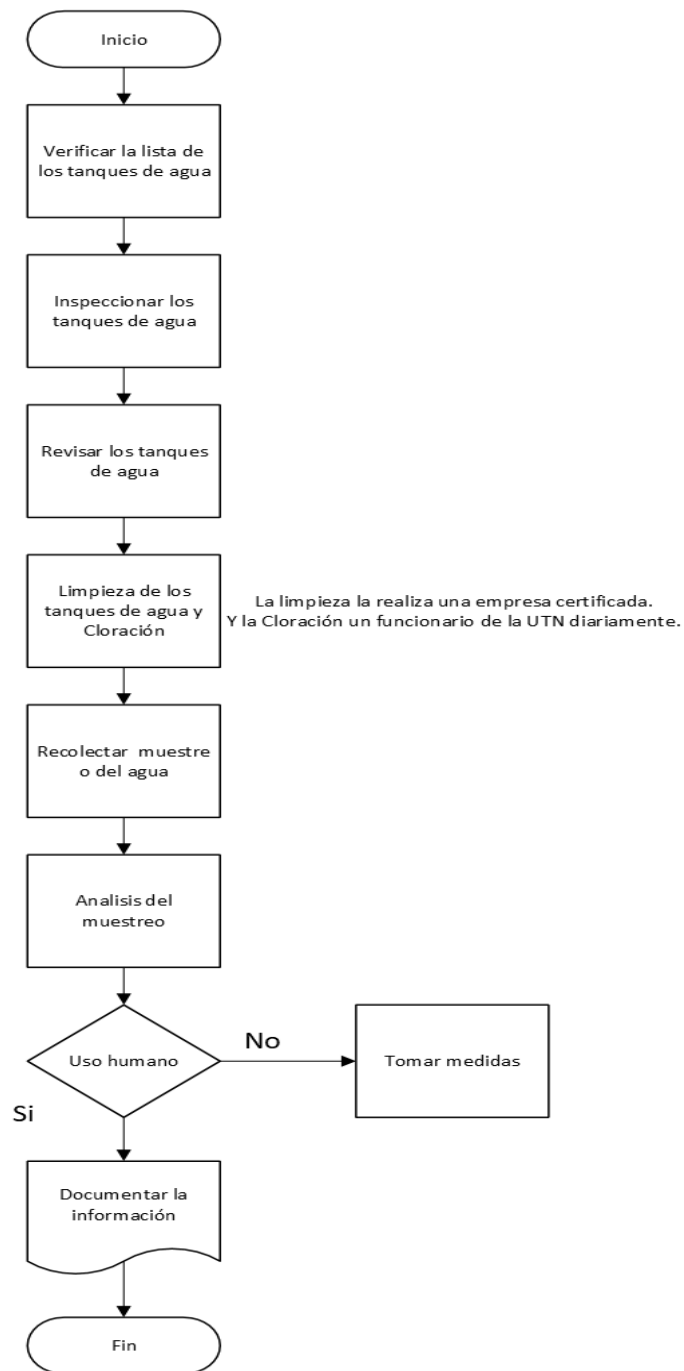 Inicio
Verificar la lista de
los tanques de agua
Inspeccionar los
tanques de agua
Revisar los tanques
de agua
Limpieza de los
tanques de agua y
Cloración
La limpieza la realiza una empresa certificada.
Y la Cloración un funcionario de la UTN diariamente.
Recolectar muestre
o del agua
Analisis del
muestreo
Uso humano
No
Tomar medidas
Si
Documentar la
información
Fin